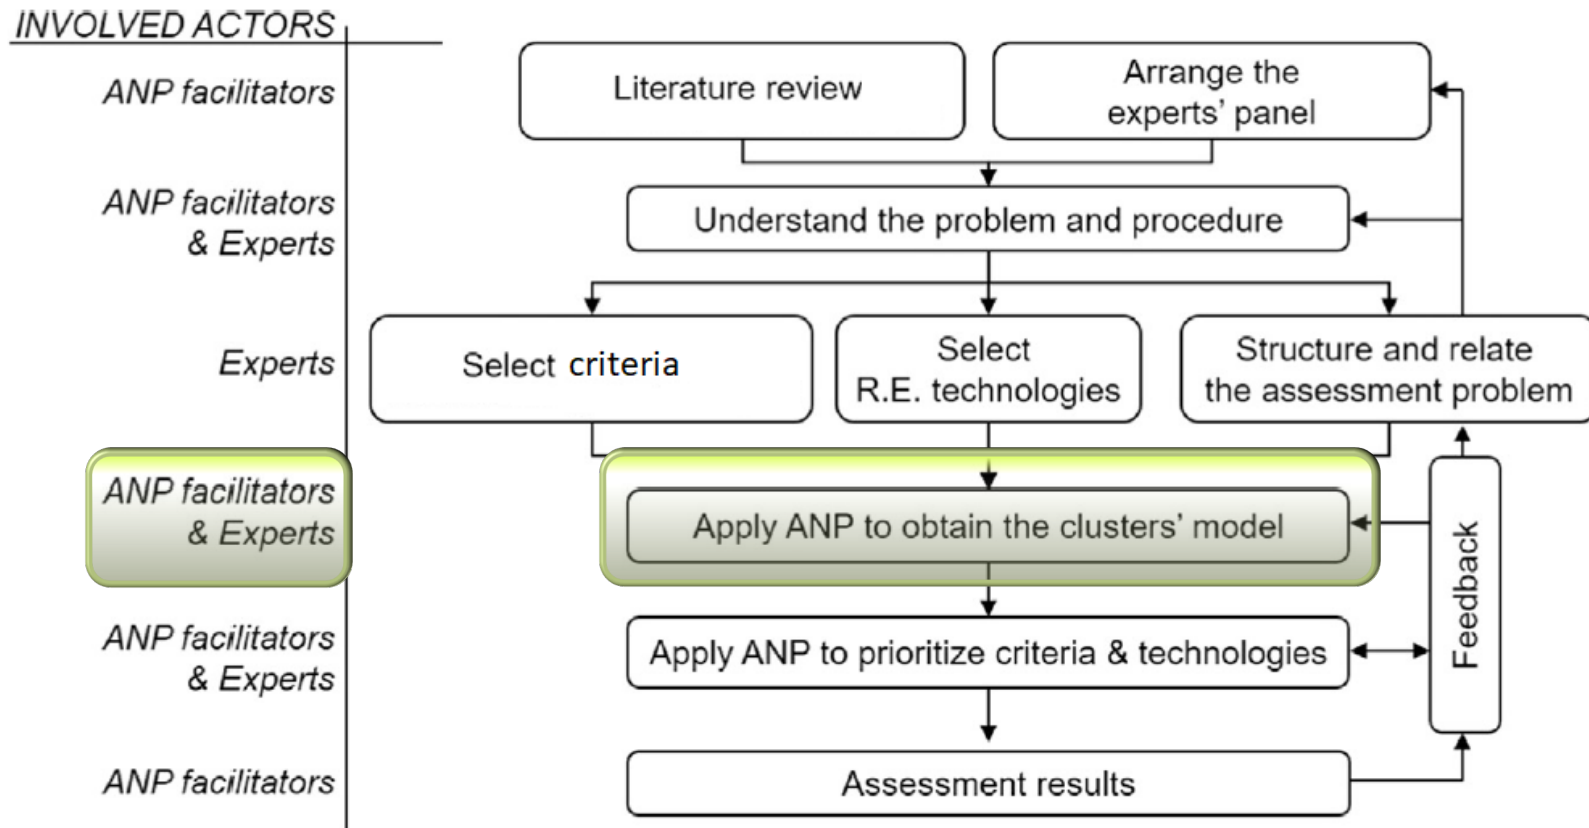 INVOLVED ACTORS
ANP facilitators
Literature review
Arrange the
experts' panel
ANP facilitators
& Experts
Understand the problem and procedure
Experts
Select criteria
Select
R.E. technologies
Structure and relate
the assessment problem
ANP facilitators
& Experts
Apply ANP to obtain the clusters' model
Feedback
ANP facilitators
& Experts
Apply ANP to prioritize criteria & technologies
ANP facilitators
Assessment results